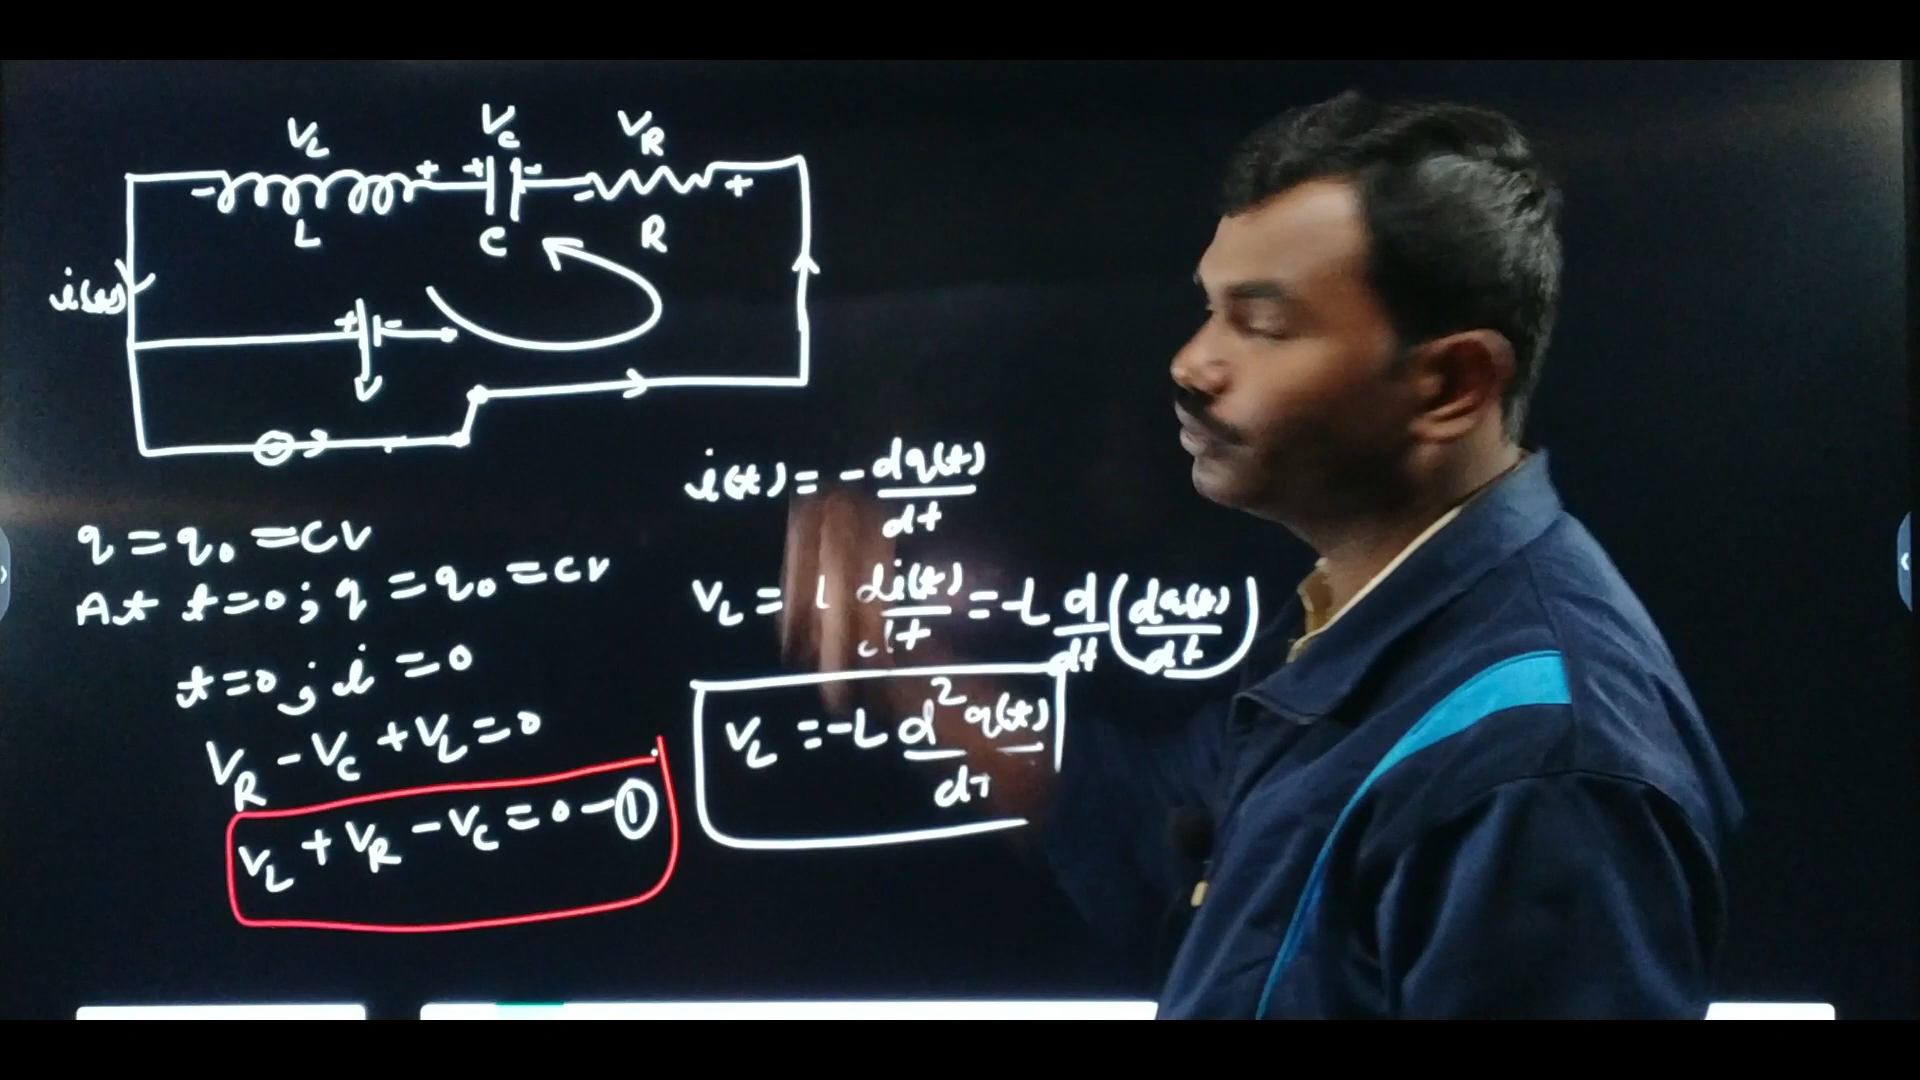 V_L V_C V_R
- + + - - +
L C R
i(t)
+ -
q = q₀ = CV
At t=0 ; q = q₀ = CV
t=0 ; i = 0
V_R - V_C + V_L = 0
V_L + V_R - V_C = 0 - ①
i(t) = - dq(t)/dt
V_L = L di(t)/dt = -L d/dt (dq(t)/dt)
V_L = -L d² q(t)/dt